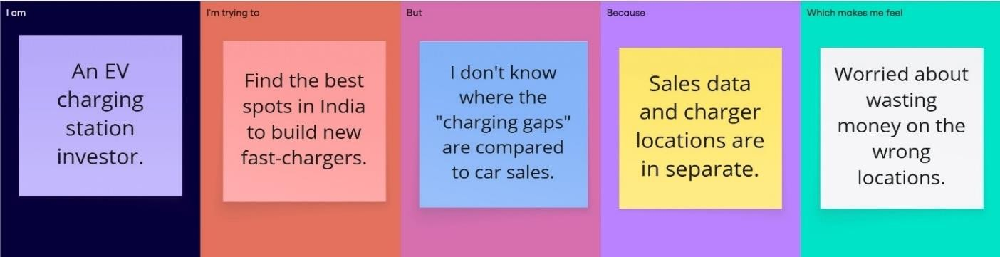 I am
An EV
charging
station
investor.
I'm trying to
Find the best
spots in India
to build new
fast-chargers.
But
I don't know
where the
"charging gaps"
are compared
to car sales.
Because
Sales data
and charger
locations are
in separate.
Which makes me feel
Worried about
wasting
money on the
wrong
locations.